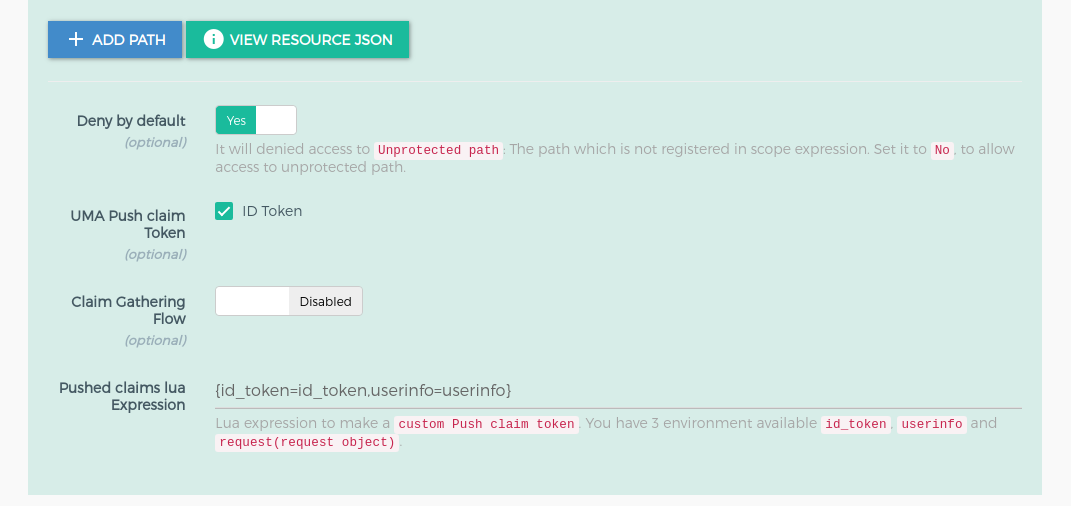 ADD PATH VIEW RESOURCE JSON
Deny by default
(optional)
Yes
It will denied access to Unprotected path: The path which is not registered in scope expression. Set it to No, to allow
access to unprotected path.
UMA Push claim
Token
(optional)
ID Token
Claim Gathering
Flow
(optional)
Disabled
Pushed claims lua
Expression
{id_token=id_token,userinfo=userinfo}
Lua expression to make a custom Push claim token. You have 3 environment available id_token, userinfo and
request(request object).